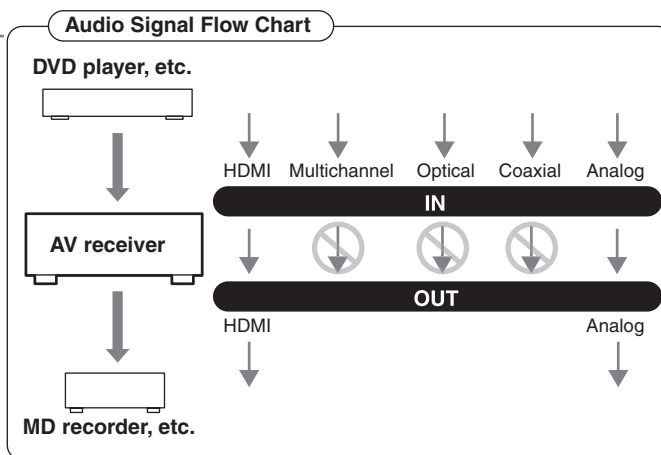 Audio Signal Flow Chart
DVD player, etc.
HDMI Multichannel Optical Coaxial Analog
IN
AV receiver
OUT
HDMI Analog
MD recorder, etc.